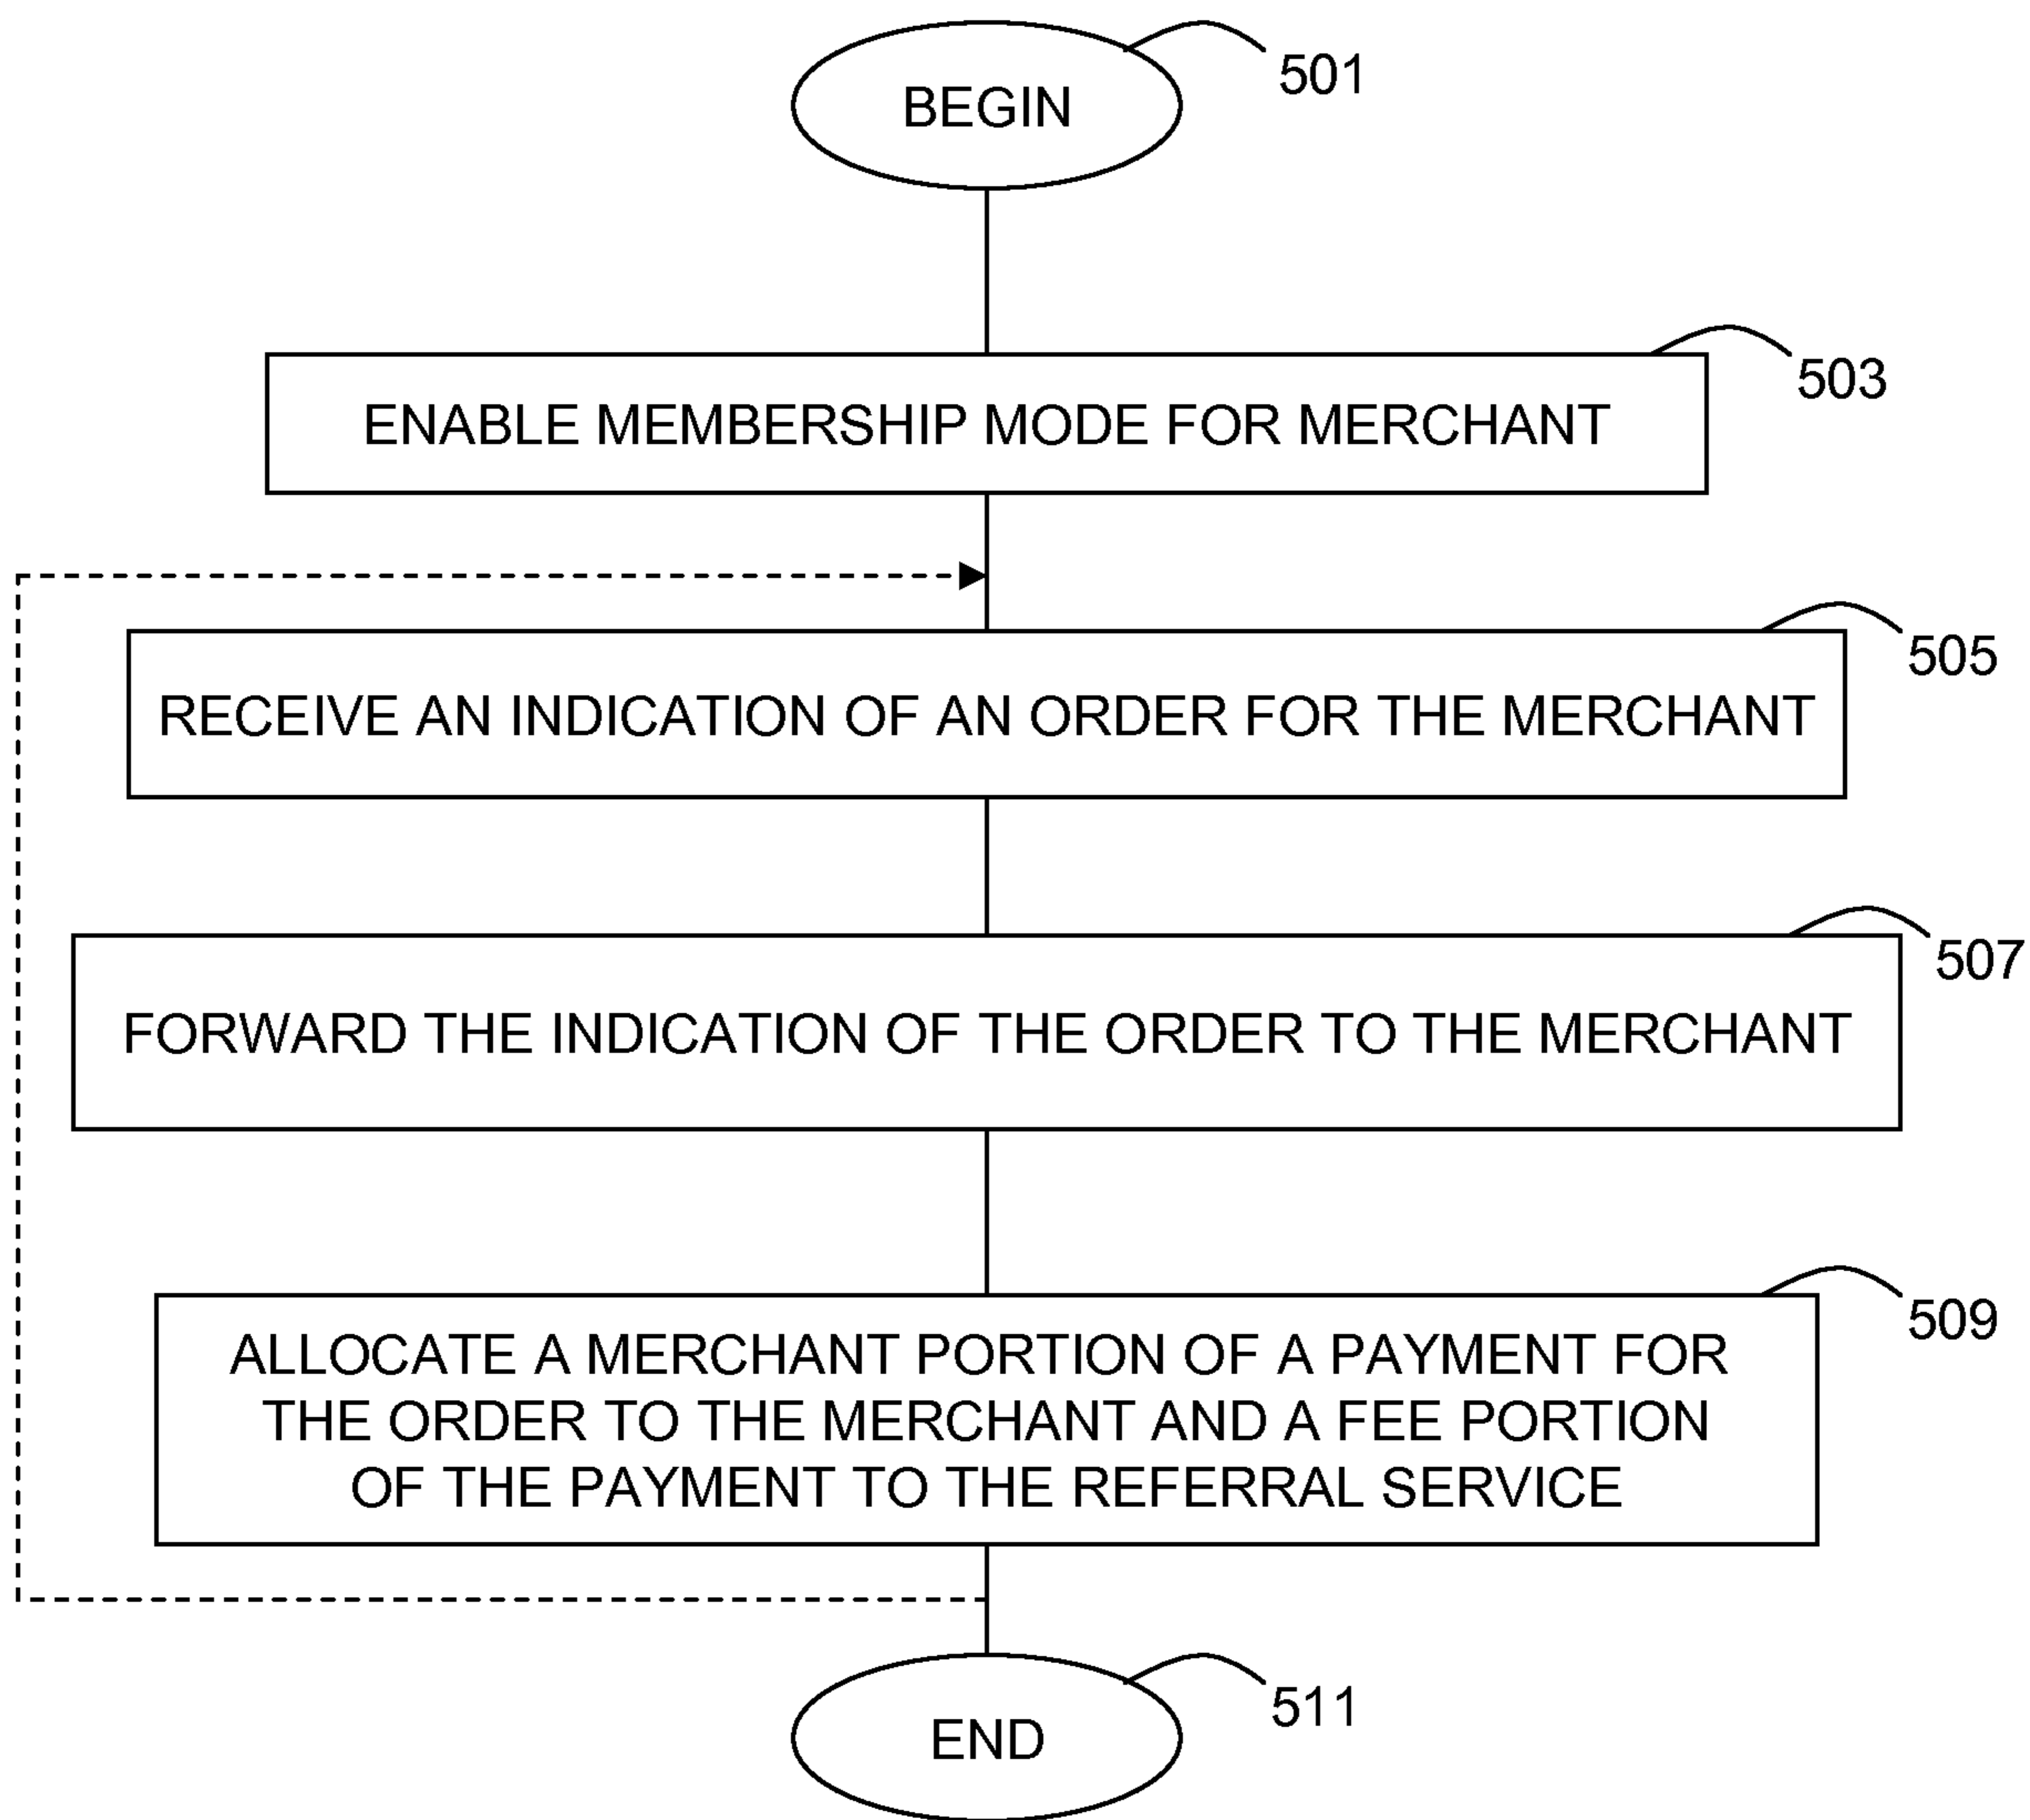 BEGIN
501
ENABLE MEMBERSHIP MODE FOR MERCHANT
503
RECEIVE AN INDICATION OF AN ORDER FOR THE MERCHANT
505
FORWARD THE INDICATION OF THE ORDER TO THE MERCHANT
507
ALLOCATE A MERCHANT PORTION OF A PAYMENT FOR
THE ORDER TO THE MERCHANT AND A FEE PORTION
OF THE PAYMENT TO THE REFERRAL SERVICE
509
END
511